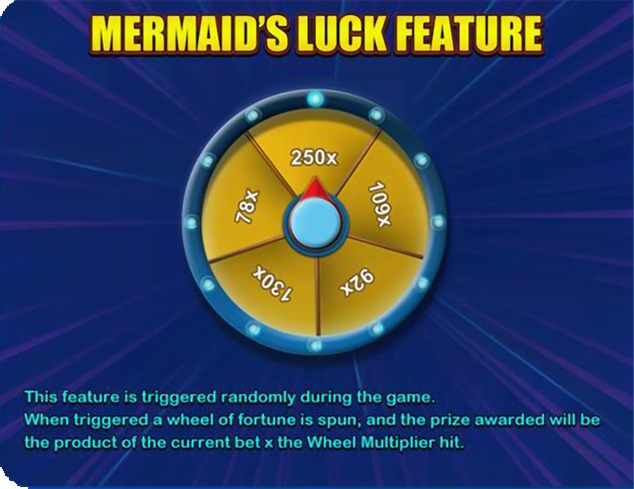 MERMAID'S LUCK FEATURE
250x
109x
92x
130x
78x
This feature is triggered randomly during the game.
When triggered a wheel of fortune is spun, and the prize awarded will be
the product of the current bet x the Wheel Multiplier hit.